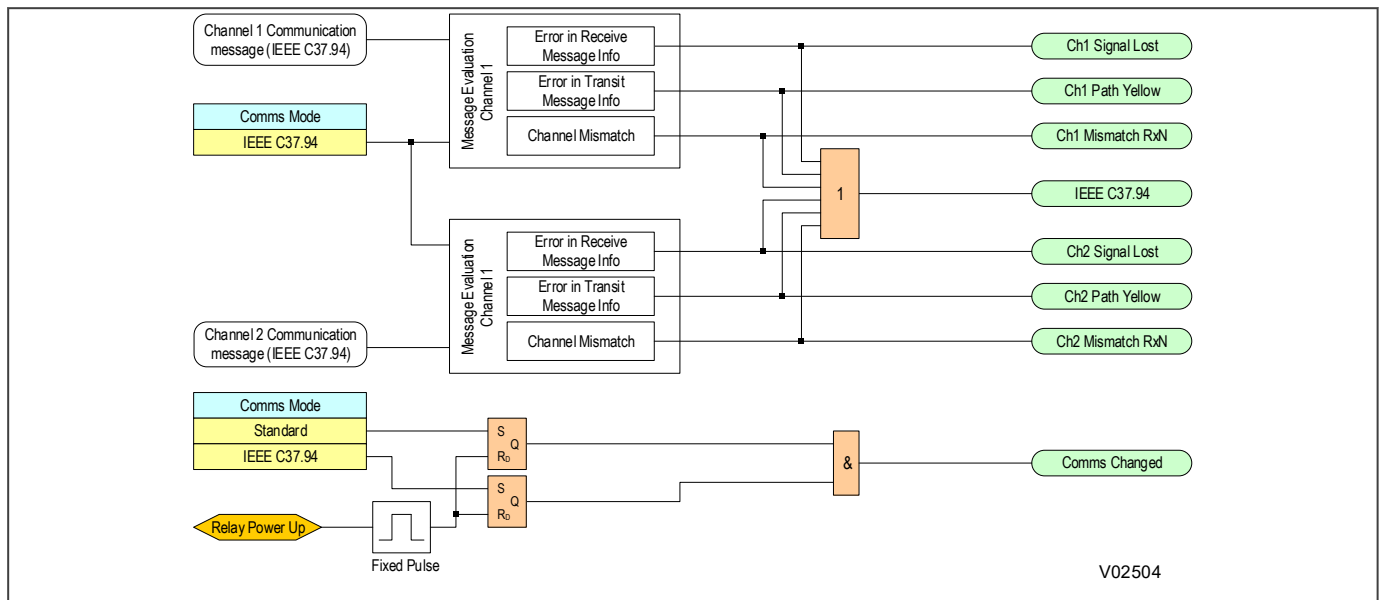 Channel 1 Communication
message (IEEE C37.94)
Comms Mode
IEEE C37.94
Message Evaluation
Channel 1
Error in Receive
Message Info
Error in Transit
Message Info
Channel Mismatch
Ch1 Signal Lost
Ch1 Path Yellow
Ch1 Mismatch RxN
1
IEEE C37.94
Message Evaluation
Channel 1
Error in Receive
Message Info
Error in Transit
Message Info
Channel Mismatch
Ch2 Signal Lost
Ch2 Path Yellow
Ch2 Mismatch RxN
Channel 2 Communication
message (IEEE C37.94)
Comms Mode
Standard
IEEE C37.94
S
Q
RD
S
Q
RD
&
Comms Changed
Relay Power Up
Fixed Pulse
V02504